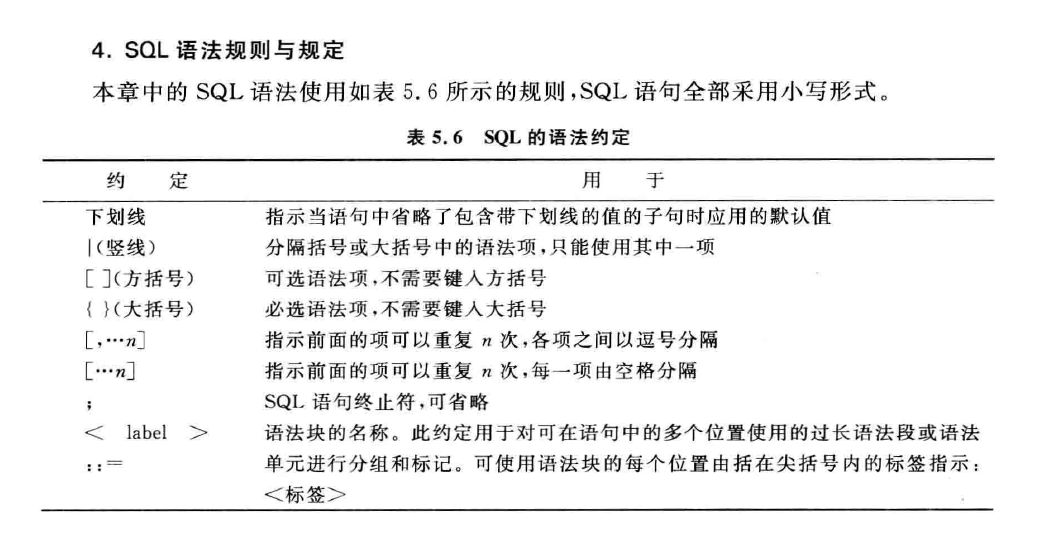 4. SQL 语法规则与规定
本章中的 SQL 语法使用如表 5.6 所示的规则,SQL 语句全部采用小写形式。
表 5.6 SQL 的语法约定
约 定 用 于
下划线 指示当语句中省略了包含带下划线的值的子句时应用的默认值
|(竖线) 分隔括号或大括号中的语法项,只能使用其中一项
[ ](方括号) 可选语法项,不需要键入方括号
{ }(大括号) 必选语法项,不需要键入大括号
[,…n] 指示前面的项可以重复 n 次,各项之间以逗号分隔
[…n] 指示前面的项可以重复 n 次,每一项由空格分隔
; SQL 语句终止符,可省略
< label > 语法块的名称。此约定用于对可在语句中的多个位置使用的过长语法段或语法
::= 单元进行分组和标记。可使用语法块的每个位置由括在尖括号内的标签指示:
<标签>